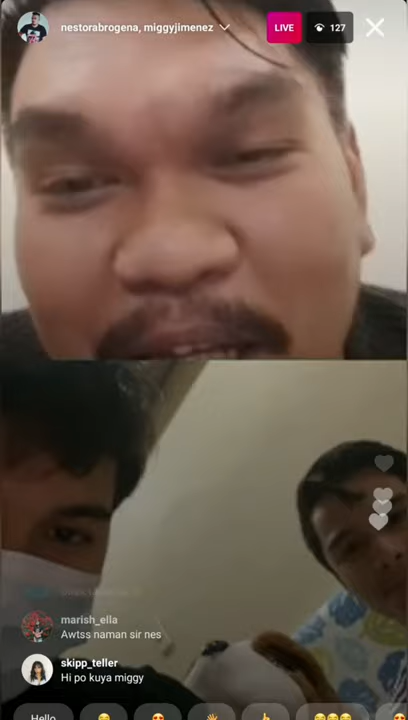 nestorabrogena, miggyjimenez
LIVE
127
marish_ella
Awtss naman sir nes
skipp_teller
Hi po kuya miggy
Hello